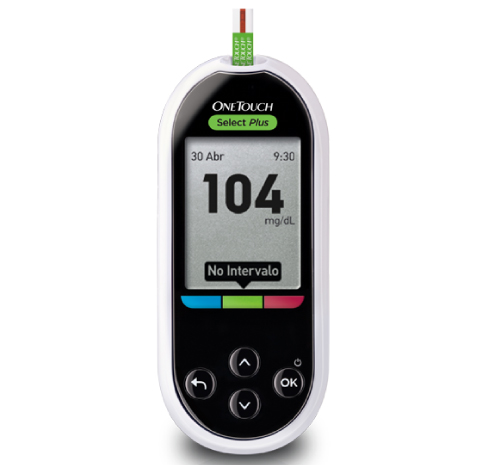 ONETOUCH
Select Plus
30 Abr 9:30
104
mg/dL
No Intervalo
OK